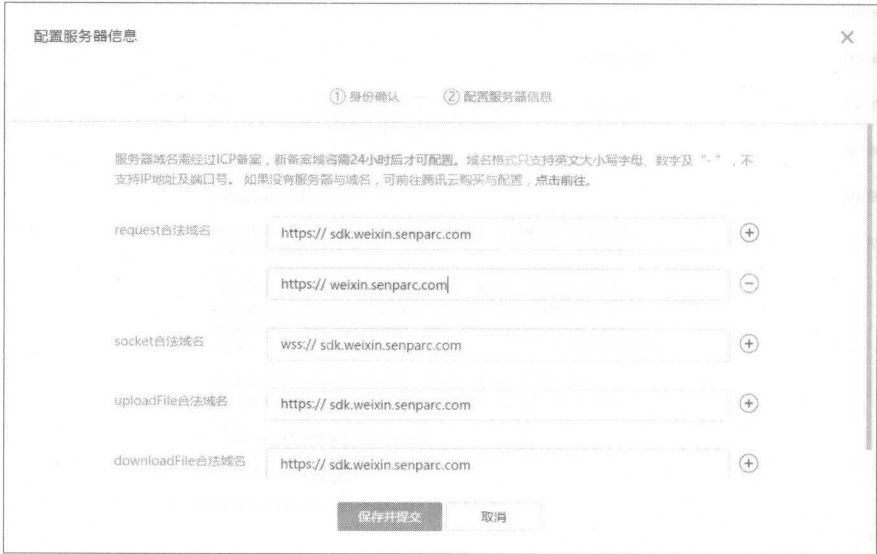 配置服务器信息
① 身份确认 ② 配置服务器信息
服务器域名需经过ICP备案，新备案域名需24小时后才可配置。域名格式只支持英文大小写字母、数字及“-”，不
支持IP地址及端口号。 如果没有服务器与域名，可前往腾讯云购买与配置，点击前往。
request合法域名 https:// sdk.weixin.senparc.com
https:// weixin.senparc.com
socket合法域名 wss:// sdk.weixin.senparc.com
uploadFile合法域名 https:// sdk.weixin.senparc.com
downloadFile合法域名 https:// sdk.weixin.senparc.com
保存并提交 取消